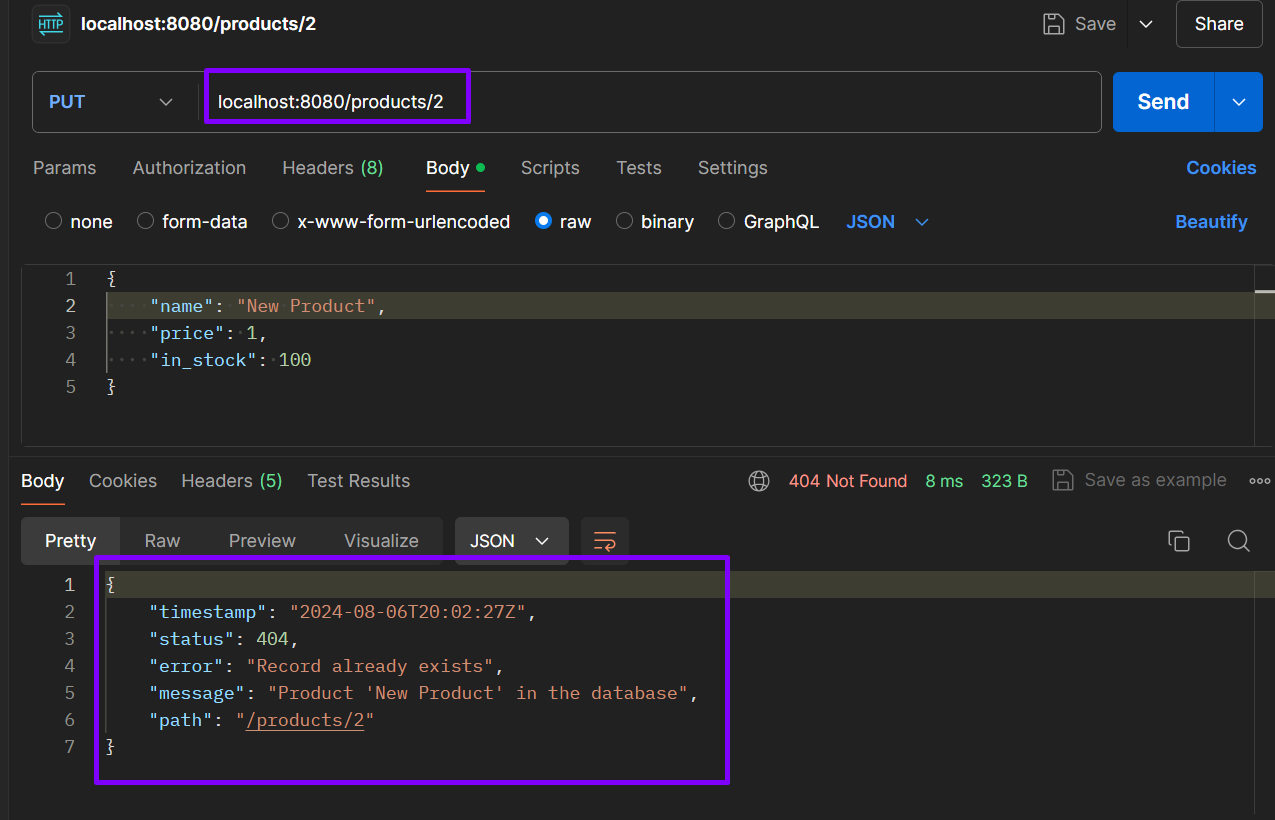 HTTP localhost:8080/products/2 Save Share
PUT localhost:8080/products/2 Send
Params Authorization Headers (8) Body Scripts Tests Settings Cookies
none form-data x-www-form-urlencoded raw binary GraphQL JSON Beautify
1 {
2 "name": "New Product",
3 "price": 1,
4 "in_stock": 100
5 }
Body Cookies Headers (5) Test Results 404 Not Found 8 ms 323 B Save as example
Pretty Raw Preview Visualize JSON
1 {
2 "timestamp": "2024-08-06T20:02:27Z",
3 "status": 404,
4 "error": "Record already exists",
5 "message": "Product 'New Product' in the database",
6 "path": "/products/2"
7 }